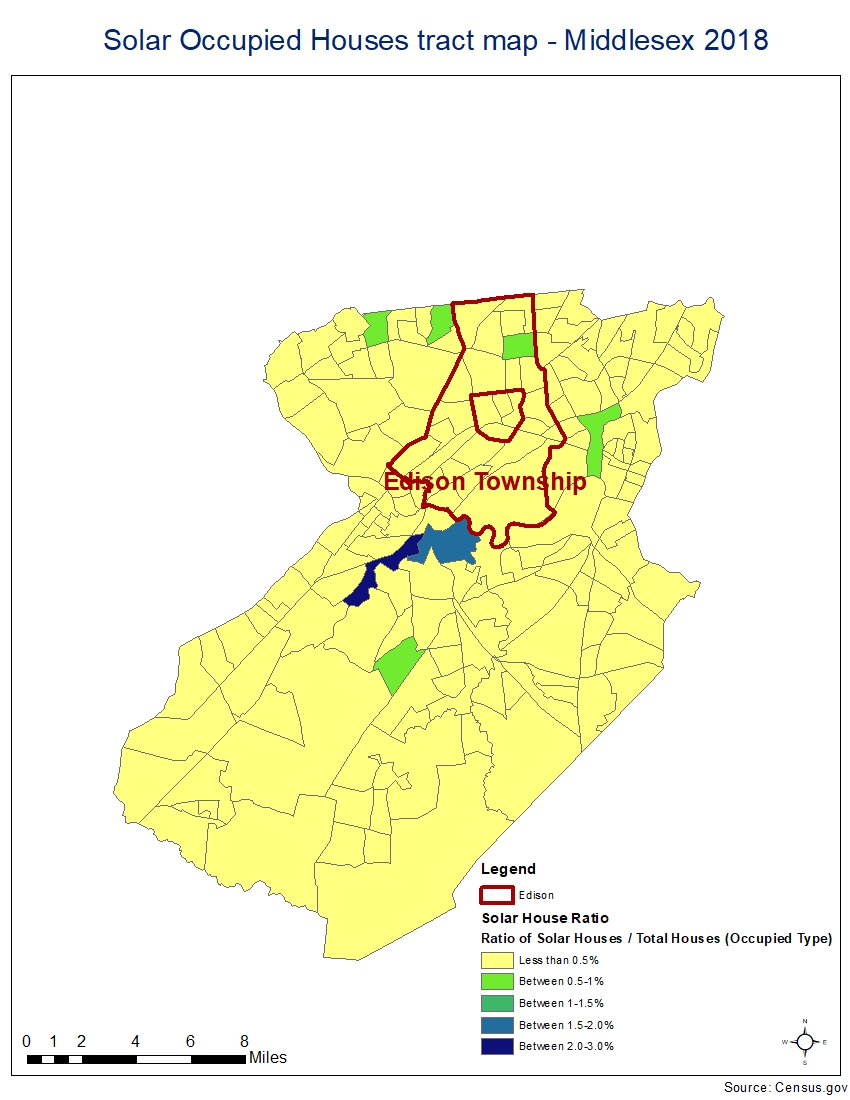 Solar Occupied Houses tract map - Middlesex 2018
Edison Township
Legend
Edison
Solar House Ratio
Ratio of Solar Houses / Total Houses (Occupied Type)
Less than 0.5%
Between 0.5-1%
Between 1-1.5%
Between 1.5-2.0%
Between 2.0-3.0%
0 1 2 4 6 8
Miles
N
W E
S
Source: Census.gov